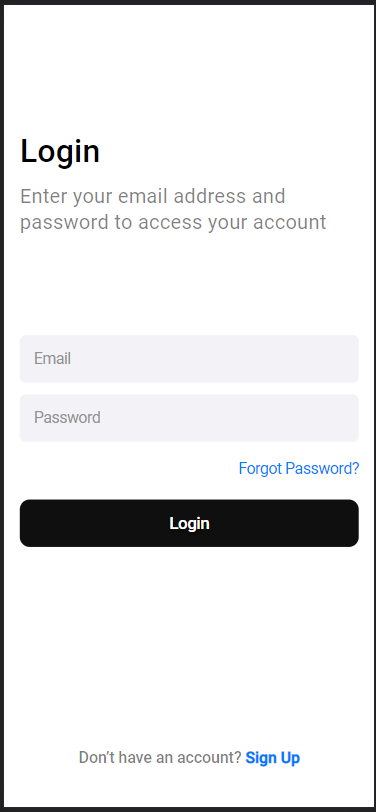 Login
Enter your email address and
password to access your account
Email
Password
Forgot Password?
Login
Don’t have an account? Sign Up